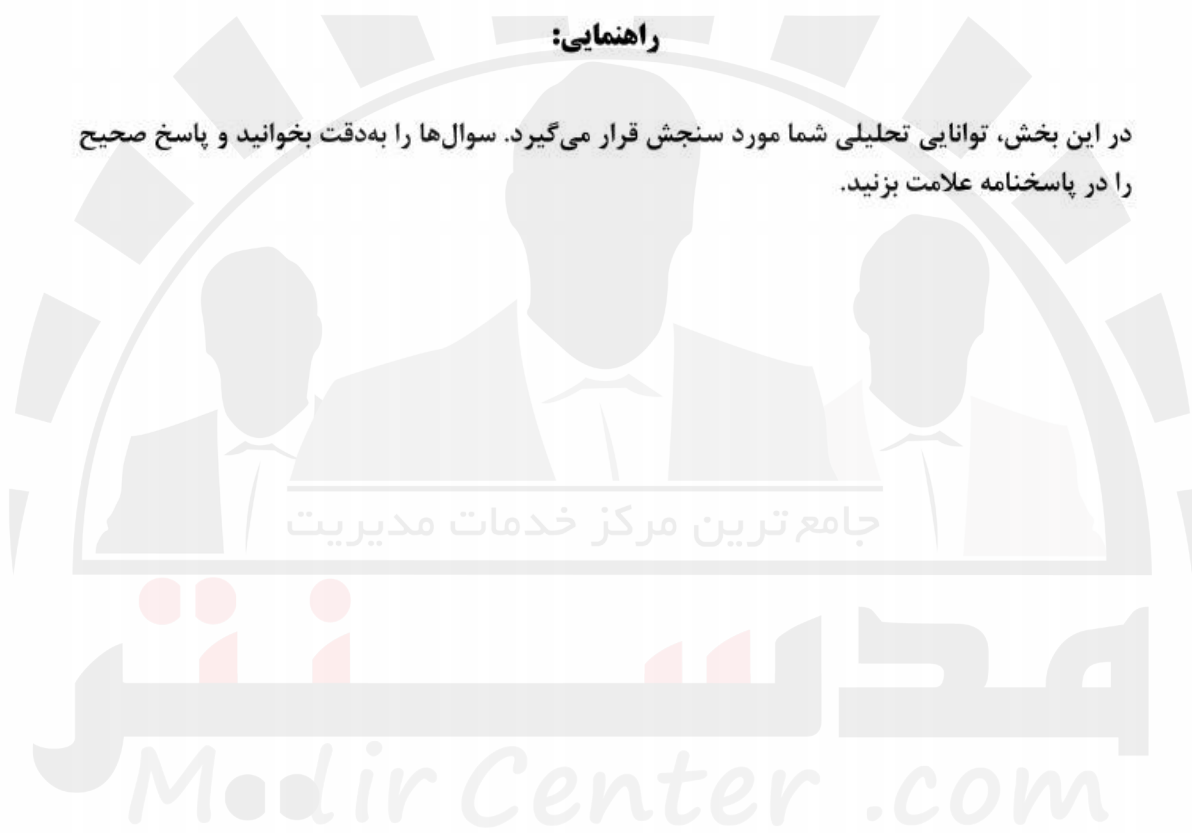 راهنمایی:
در این بخش، توانایی تحلیلی شما مورد سنجش قرار می‌گیرد. سوال‌ها را به‌دقت بخوانید و پاسخ صحیح
را در پاسخنامه علامت بزنید.
جامع ترین مرکز خدمات مدیریت
مدیر سنتر
ModirCenter.com